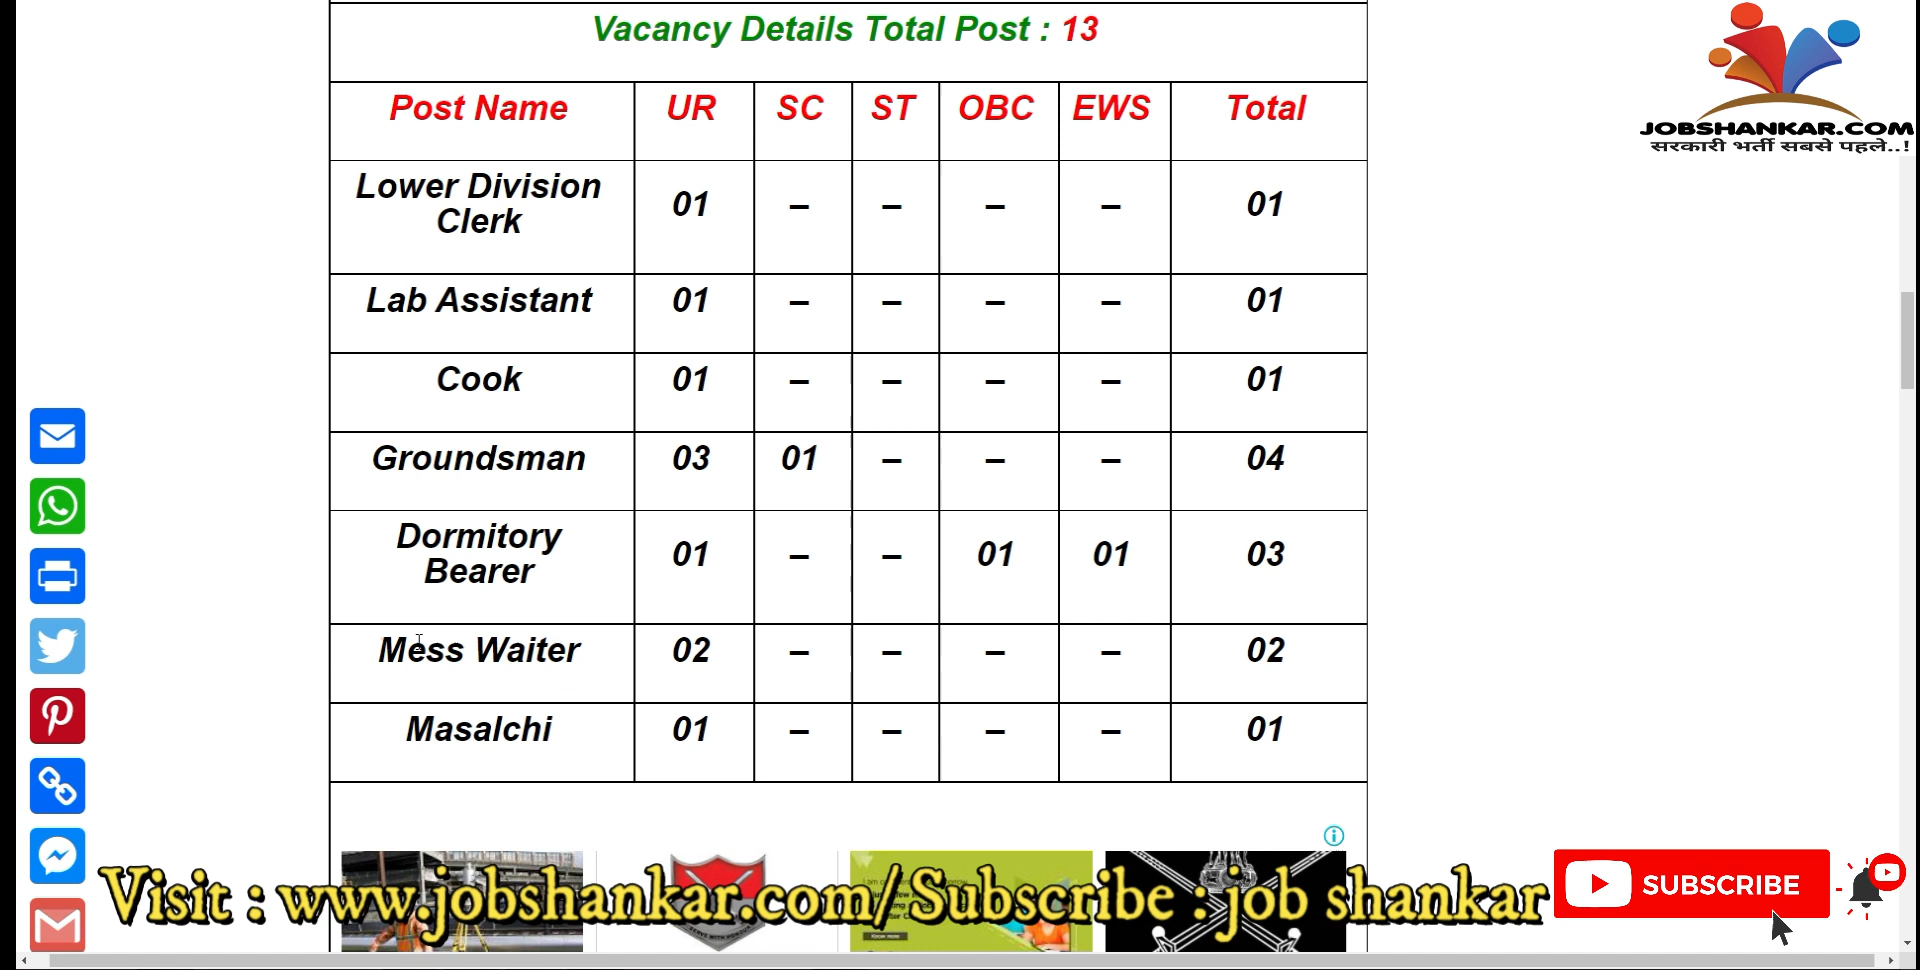 Vacancy Details Total Post : 13
JOBSHANKAR.COM
सरकारी भर्ती सबसे पहले..!
Post Name UR SC ST OBC EWS Total
Lower Division
Clerk 01 – – – – 01
Lab Assistant 01 – – – – 01
Cook 01 – – – – 01
Groundsman 03 01 – – – 04
Dormitory
Bearer 01 – – 01 01 03
Mess Waiter 02 – – – – 02
Masalchi 01 – – – – 01
Visit : www.jobshankar.com/ Subscribe : job shankar
SUBSCRIBE